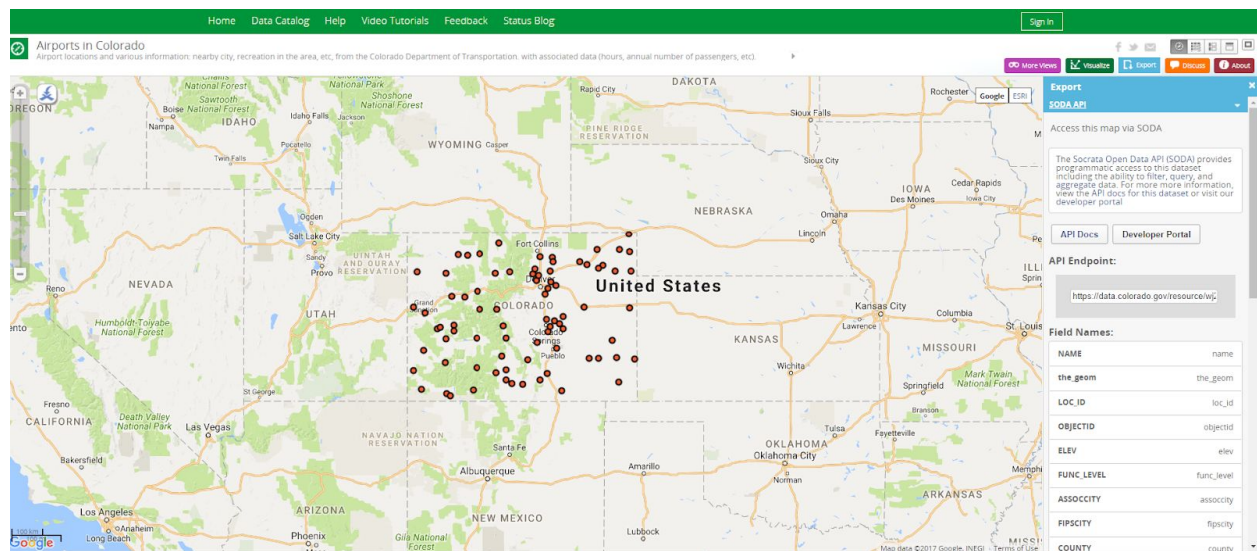 Home Data Catalog Help Video Tutorials Feedback Status Blog Sign In
Airports in Colorado
Airport locations and various information: nearby city, recreation in the area, etc, from the Colorado Department of Transportation. with associated data (hours, annual number of passengers, etc).
More Views Visualize Export Discuss About
Google ESRI
DAKOTA
Rapid City
Rochester
Sioux Falls
National Forest
Sawtooth
National Forest
Boise
Nampa
IDAHO
Idaho Falls
Jackson
Shoshone
National Forest
Pocatello
Twin Falls
WYOMING
Casper
PINE RIDGE
RESERVATION
Sioux City
IOWA
Des Moines
Cedar Rapids
Iowa City
NEBRASKA
Omaha
Lincoln
Ogden
Salt Lake City
Sandy
Provo
UINTAH
AND OURAY
RESERVATION
Fort Collins
United States
Reno
NEVADA
UTAH
Grand
COLORADO
Colorado
Springs
Pueblo
Humboldt-Toiyabe
National Forest
Kansas City
Lawrence
Columbia
St. Louis
KANSAS
MISSOURI
Wichita
Mark Twain
National Forest
Springfield
Branson
St George
Fresno
CALIFORNIA
Death Valley
National Park
Las Vegas
NAVAJO NATION
RESERVATION
Bakersfield
Santa Fe
Albuquerque
Amarillo
Tulsa
Fayetteville
OKLAHOMA
Oklahoma City
Norman
Memphi
ARKANSAS
Los Angeles
Anaheim
Long Beach
ARIZONA
Phoenix
NEW MEXICO
Gila National
Forest
Lubbock
100 km
Google
Map data ©2017 Google, INEGI
Terms of Use
Export
SODA API
Access this map via SODA
The Socrata Open Data API (SODA) provides
programmatic access to this dataset
including the ability to filter, query, and
aggregate data. For more more information,
view the API docs for this dataset or visit our
developer portal
API Docs Developer Portal
API Endpoint:
https://data.colorado.gov/resource/wj
Field Names:
NAME name
the_geom the_geom
LOC_ID loc_id
OBJECTID objectid
ELEV elev
FUNC_LEVEL func_level
ASSOCCITY assoccity
FIPSCITY fipscity
COUNTY county